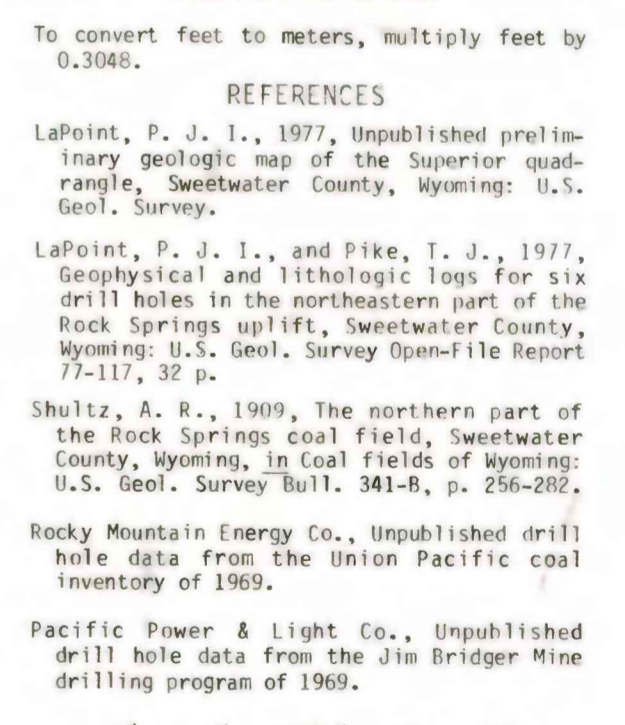 To convert feet to meters, multiply feet by
0.3048.
REFERENCES
LaPoint, P. J. I., 1977, Unpublished prelim-
inary geologic map of the Superior quad-
rangle, Sweetwater County, Wyoming: U.S.
Geol. Survey.
LaPoint, P. J. I., and Pike, T. J., 1977,
Geophysical and lithologic logs for six
drill holes in the northeastern part of the
Rock Springs uplift, Sweetwater County,
Wyoming: U.S. Geol. Survey Open-File Report
77-117, 32 p.
Shultz, A. R., 1909, The northern part of
the Rock Springs coal field, Sweetwater
County, Wyoming, in Coal fields of Wyoming:
U.S. Geol. Survey Bull. 341-B, p. 256-282.
Rocky Mountain Energy Co., Unpublished drill
hole data from the Union Pacific coal
inventory of 1969.
Pacific Power & Light Co., Unpublished
drill hole data from the Jim Bridger Mine
drilling program of 1969.